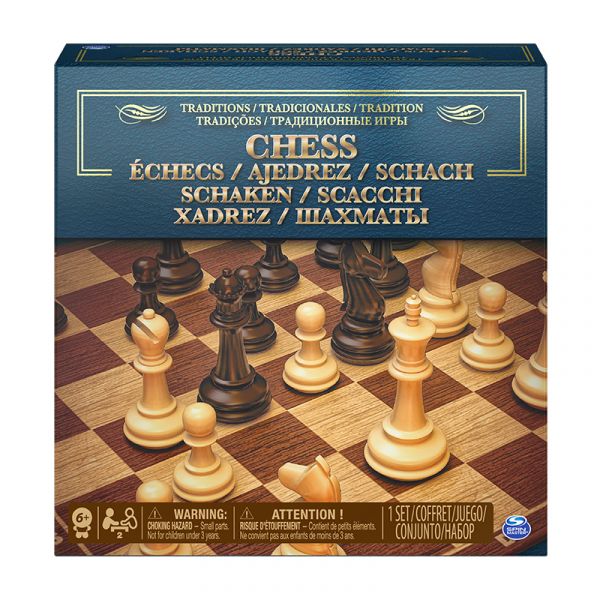 TRADITIONS / TRADICIONALES / TRADITION
TRADIÇÕES / ТРАДИЦИОННЫЕ ИГРЫ
CHESS
ÉCHECS / AJEDREZ / SCHACH
SCHAKEN / SCACCHI
XADREZ / ШАХМАТЫ
6+
2
WARNING:
CHOKING HAZARD – Small parts.
Not for children under 3 years.
ATTENTION !
RISQUE D'ÉTOUFFEMENT – Contient de petits éléments.
Ne convient pas aux enfants de moins de 3 ans.
1 SET/COFFRET/JUEGO/
CONJUNTO/НАБОР
SPIN
MASTER